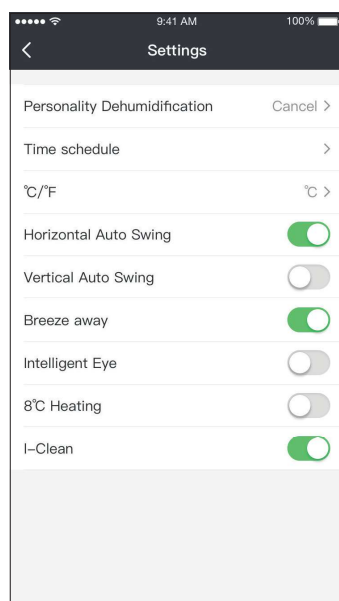 9:41 AM
100%
Settings
Personality Dehumidification
Cancel >
Time schedule
>
℃/℉
℃ >
Horizontal Auto Swing
Vertical Auto Swing
Breeze away
Intelligent Eye
8℃ Heating
I-Clean